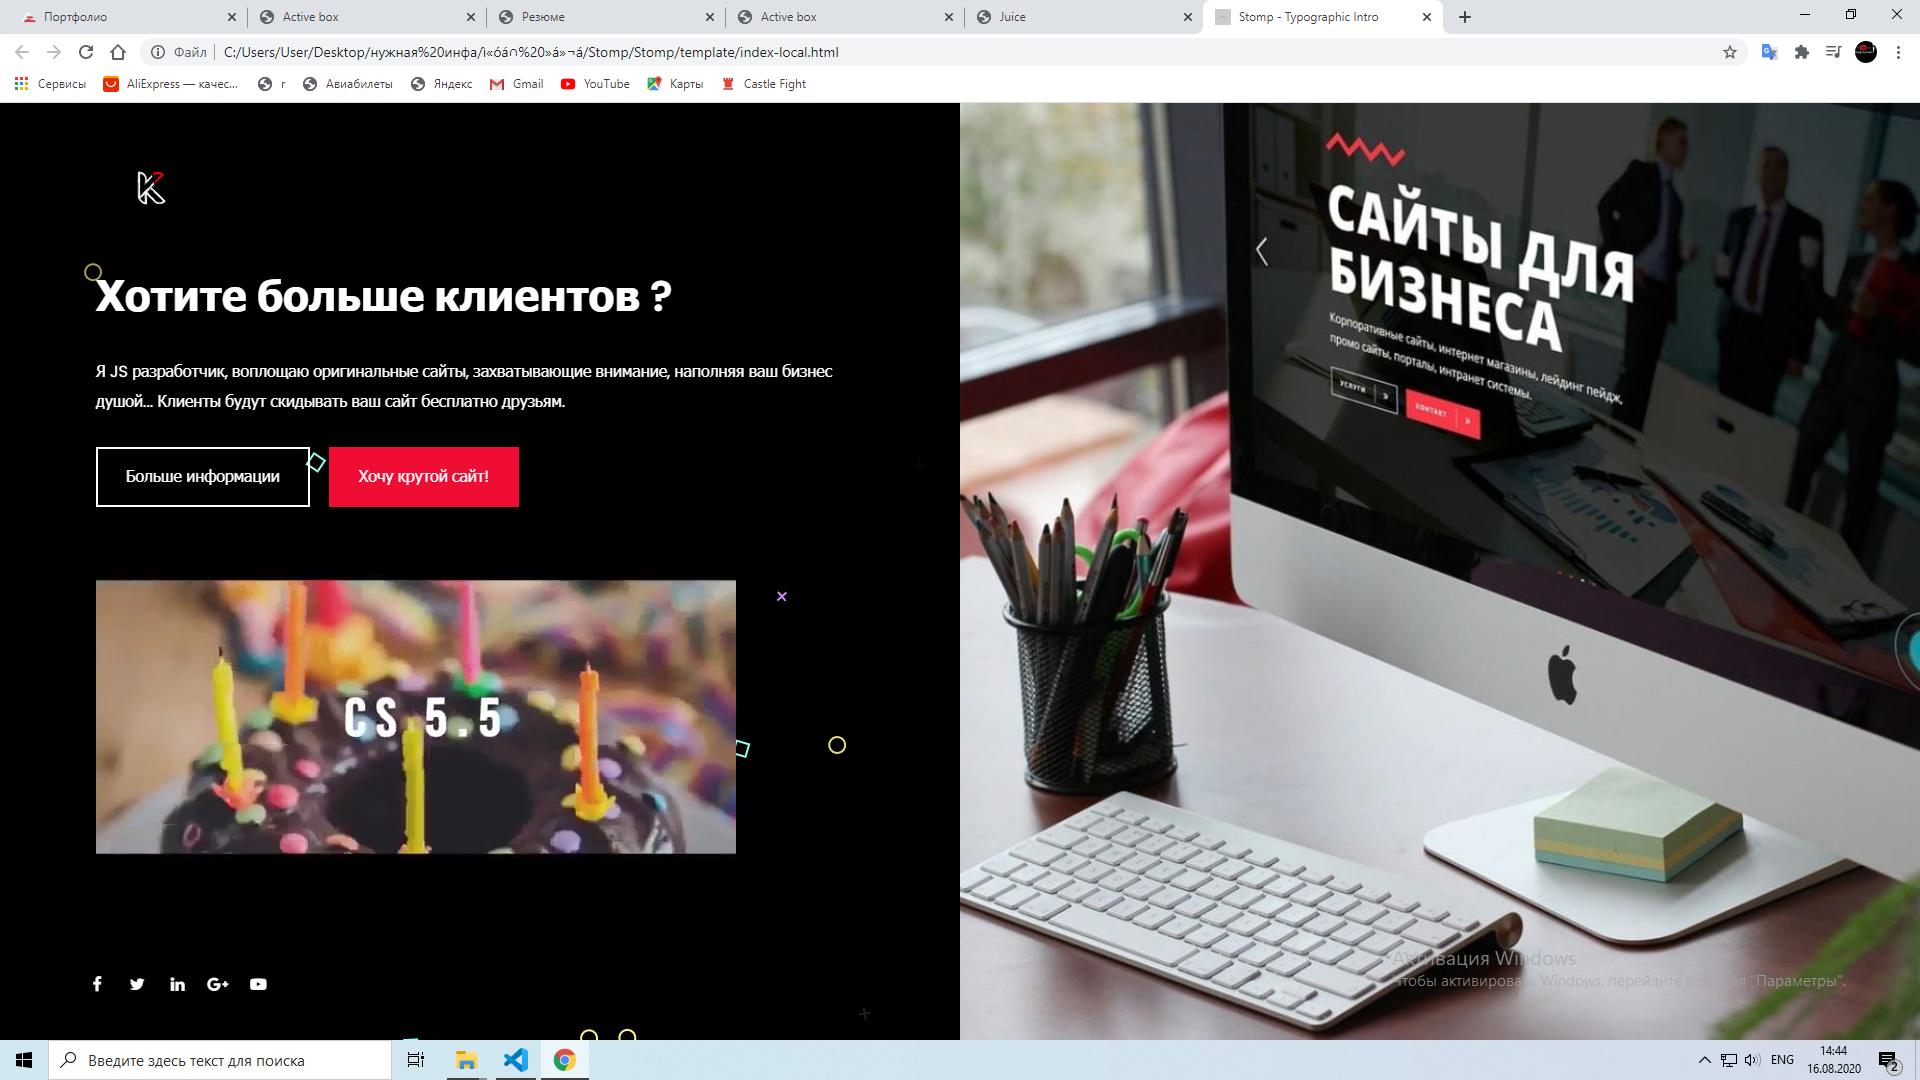 Портфолио
Active box
Резюме
Active box
Juice
Stomp - Typographic Intro
Файл
C:/Users/User/Desktop/нужная%20инфа/ì«óá∩%20»á»¬á/Stomp/Stomp/template/index-local.html
Сервисы
AliExpress — качес...
r
Авиабилеты
Яндекс
Gmail
YouTube
Карты
Castle Fight
Хотите больше клиентов ?
Я JS разработчик, воплощаю оригинальные сайты, захватывающие внимание, наполняя ваш бизнес
душой... Клиенты будут скидывать ваш сайт бесплатно друзьям.
Больше информации
Хочу крутой сайт!
CS 5.5
САЙТЫ ДЛЯ
БИЗНЕСА
Корпоративные сайты, интернет магазины, лейдинг пейдж,
промо сайты, порталы, интранет системы.
УСЛУГИ
КОНТАКТ
Активация Windows
Чтобы активировать Windows, перейдите в раздел "Параметры".
Введите здесь текст для поиска
ENG
14:44
16.08.2020
2